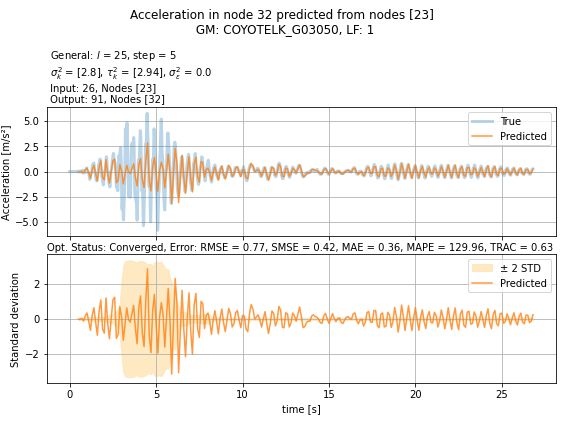 Acceleration in node 32 predicted from nodes [23]
GM: COYOTELK_G03050, LF: 1
General: l = 25, step = 5
σ²ₖ = [2.8], τ²ₖ = [2.94], σ²ε = 0.0
Input: 26, Nodes [23]
Output: 91, Nodes [32]
Acceleration [m/s²]
5.0
2.5
0.0
−2.5
−5.0
True
Predicted
Opt. Status: Converged, Error: RMSE = 0.77, SMSE = 0.42, MAE = 0.36, MAPE = 129.96, TRAC = 0.63
Standard deviation
2
0
−2
± 2 STD
Predicted
0
5
10
15
20
25
time [s]